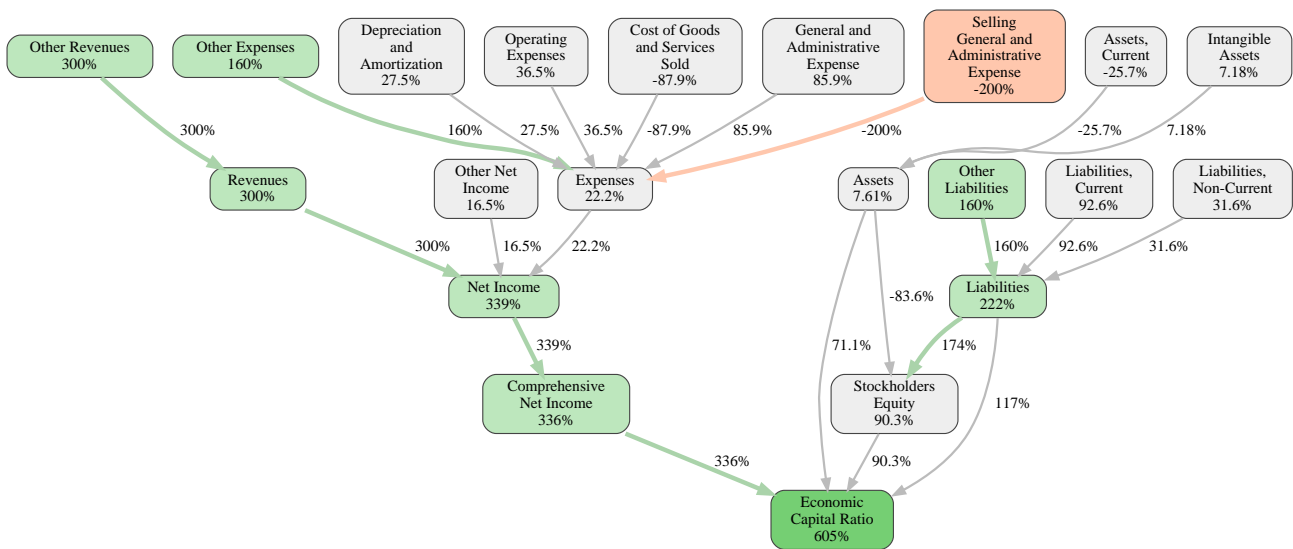 Other Revenues
300%
Other Expenses
160%
Depreciation
and
Amortization
27.5%
Operating
Expenses
36.5%
Cost of Goods
and Services
Sold
-87.9%
General and
Administrative
Expense
85.9%
Selling
General and
Administrative
Expense
-200%
Assets,
Current
-25.7%
Intangible
Assets
7.18%
300%
160%
27.5%
36.5%
-87.9%
85.9%
-200%
-25.7%
7.18%
Revenues
300%
Other Net
Income
16.5%
Expenses
22.2%
Assets
7.61%
Other
Liabilities
160%
Liabilities,
Current
92.6%
Liabilities,
Non-Current
31.6%
300%
16.5%
22.2%
160%
92.6%
31.6%
Net Income
339%
-83.6%
Liabilities
222%
339%
71.1%
174%
Comprehensive
Net Income
336%
Stockholders
Equity
90.3%
117%
336%
90.3%
Economic
Capital Ratio
605%